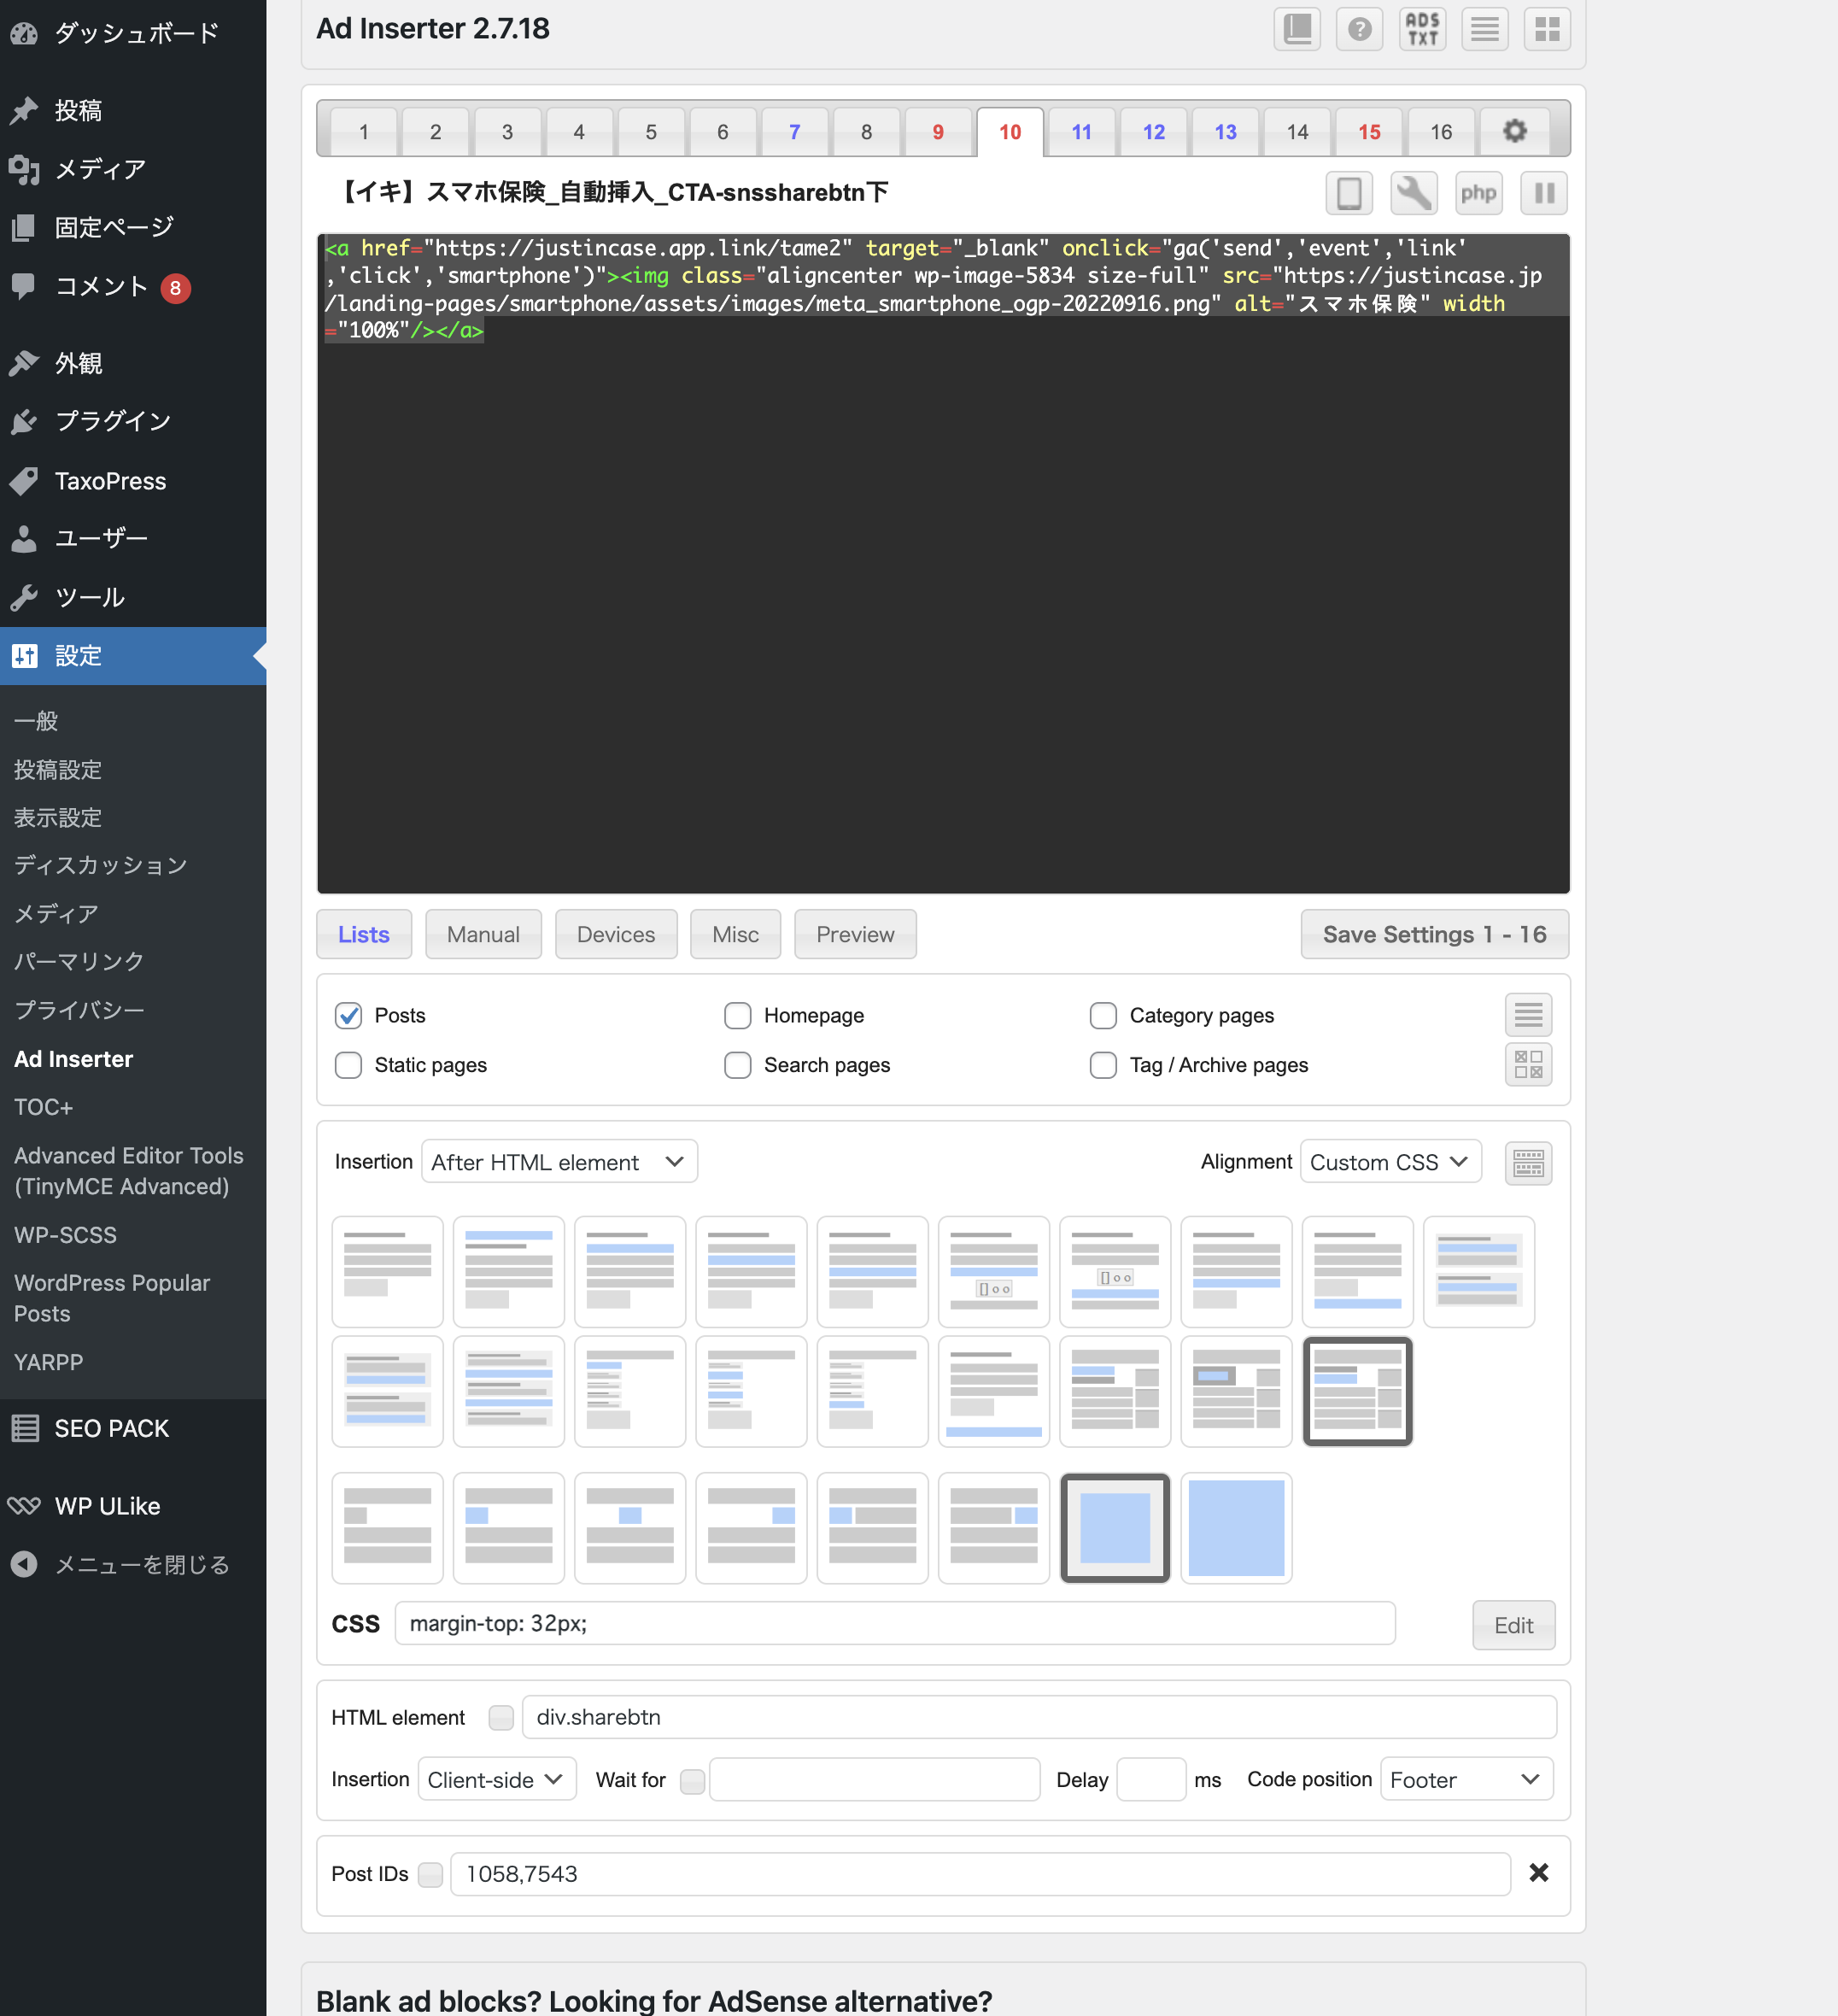 ダッシュボード
投稿
メディア
固定ページ
コメント 8
外観
プラグイン
TaxoPress
ユーザー
ツール
設定
一般
投稿設定
表示設定
ディスカッション
メディア
パーマリンク
プライバシー
Ad Inserter
TOC+
Advanced Editor Tools
(TinyMCE Advanced)
WP-SCSS
WordPress Popular
Posts
YARPP
SEO PACK
WP ULike
メニューを閉じる
Ad Inserter 2.7.18
?
ADS
TXT
1 2 3 4 5 6 7 8 9 10 11 12 13 14 15 16
【イキ】スマホ保険_自動挿入_CTA-snssharebtn下
php
<a href="https://justincase.app.link/tame2" target="_blank" onclick="ga('send','event','link'
,'click','smartphone')"><img class="aligncenter wp-image-5834 size-full" src="https://justincase.jp
/landing-pages/smartphone/assets/images/meta_smartphone_ogp-20220916.png" alt="スマホ保険" width
="100%"/></a>
Lists Manual Devices Misc Preview Save Settings 1 - 16
Posts Homepage Category pages
Static pages Search pages Tag / Archive pages
Insertion After HTML element Alignment Custom CSS
[] o o
[] o o
CSS margin-top: 32px; Edit
HTML element div.sharebtn
Insertion Client-side Wait for Delay ms Code position Footer
Post IDs 1058,7543
Blank ad blocks? Looking for AdSense alternative?